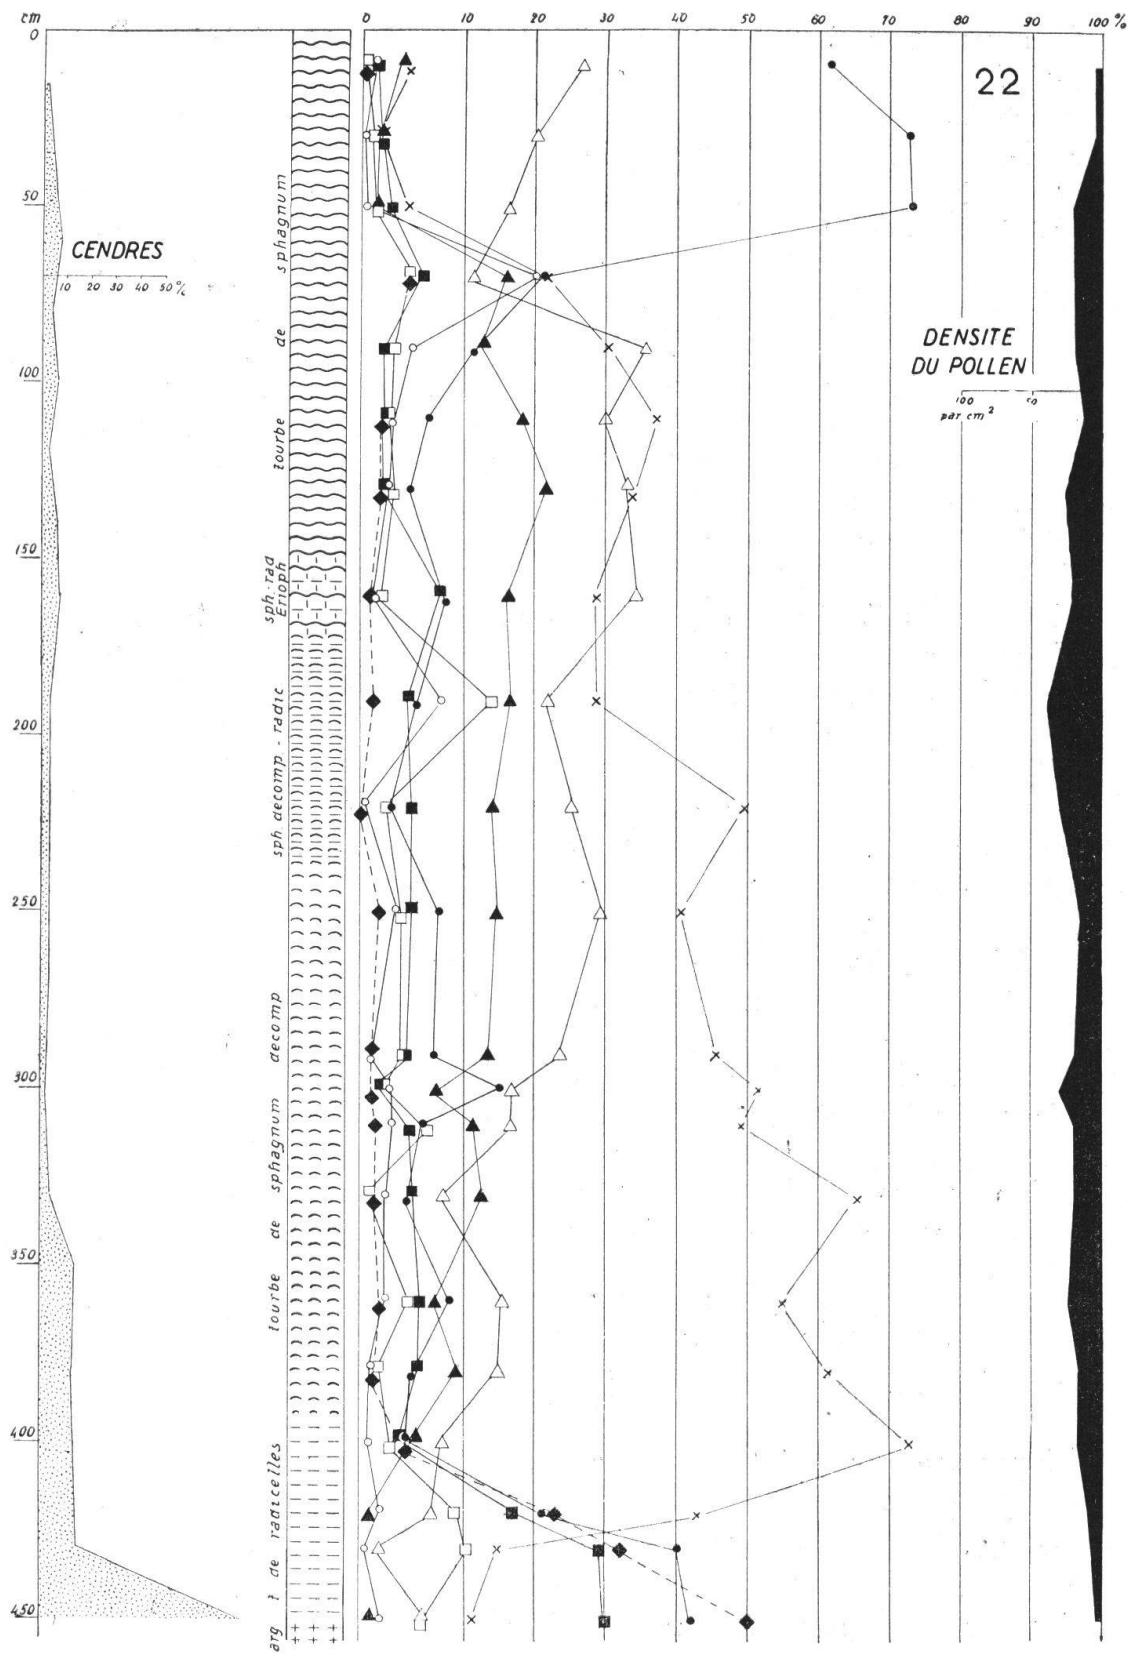 cm
0 10 20 30 40 50 60 70 80 90 100 %
0
22
50
CENDRES
10 20 30 40 50%
DENSITE
DU POLLEN
100 50
par cm²
100
150
200
250
300
350
400
450
tourbe de sphagnum
sph.-rad
Erioph
sph. decomp.-radic
tourbe de sphagnum decomp
t de radicelles
arg